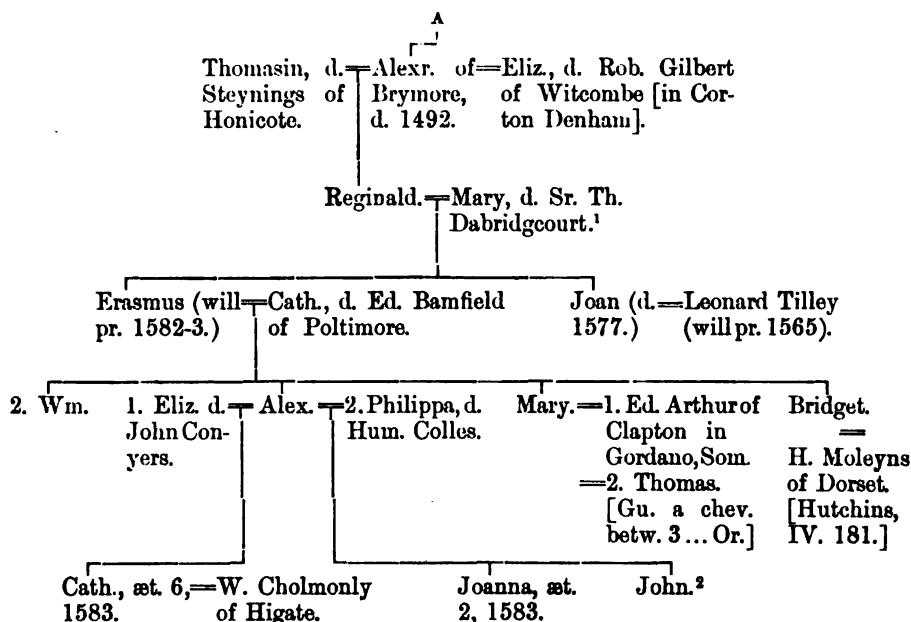 A
Thomasin, d. Steynings of Honicote.
Alexr. of Brymore, d. 1492.
Eliz., d. Rob. Gilbert of Witcombe [in Corton Denham].
Reginald.
Mary, d. Sr. Th. Dabridgcourt.¹
Erasmus (will pr. 1582-3.)
Cath., d. Ed. Bamfield of Poltimore.
Joan (d. 1577.)
Leonard Tilley (will pr. 1565).
2. Wm.
1. Eliz. d. John Conyers.
Alex.
2. Philippa, d. Hum. Colles.
Mary.
1. Ed. Arthur of Clapton in Gordano, Som.
2. Thomas. [Gu. a chev. betw. 3 ... Or.]
Bridget.
H. Moleyns of Dorset. [Hutchins, IV. 181.]
Cath., æt. 6, 1583.
W. Cholmonly of Higate.
Joanna, æt. 2, 1583.
John.²